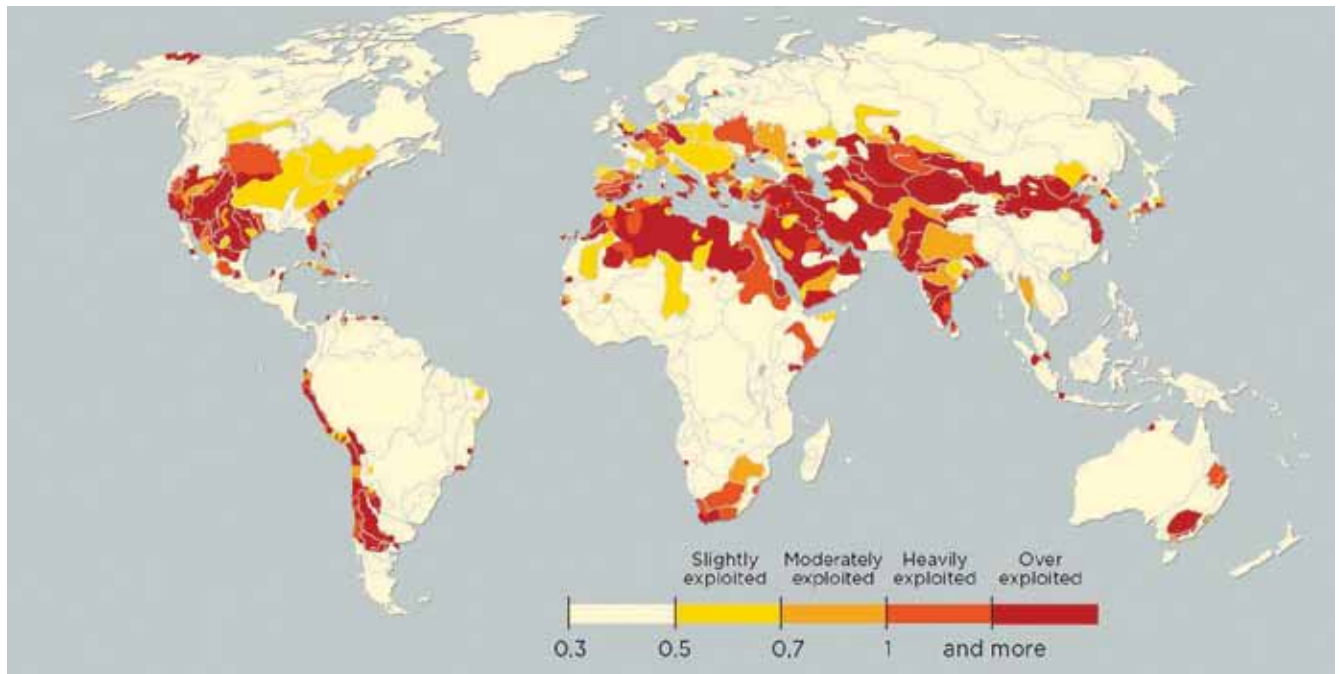 Slightly exploited
Moderately exploited
Heavily exploited
Over exploited
0.3 0.5 0.7 1 and more